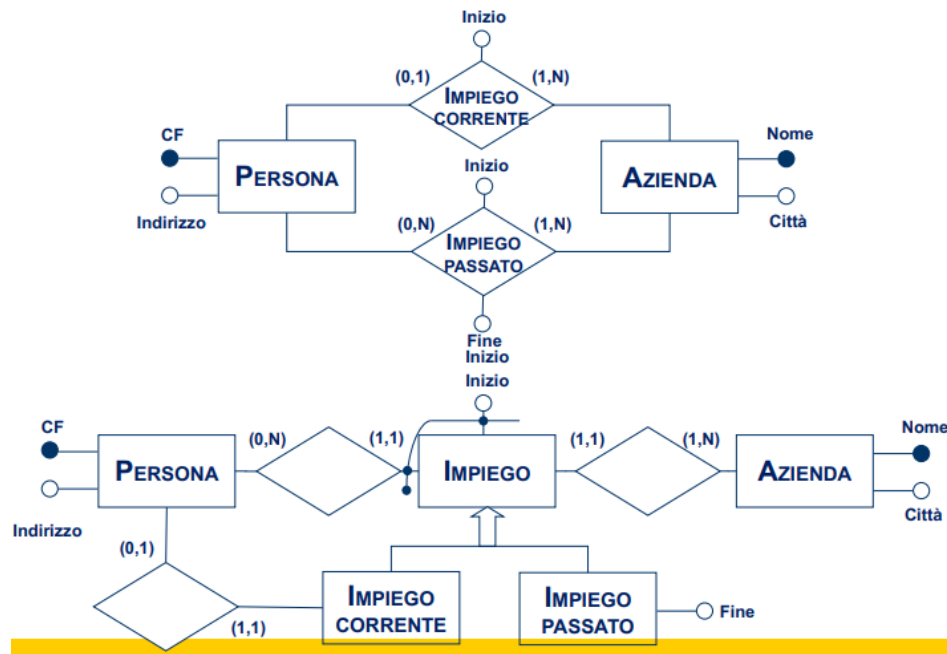 Inizio
(0,1)
(1,N)
IMPIEGO
CORRENTE
CF
Nome
PERSONA
Inizio
AZIENDA
Indirizzo
(0,N)
(1,N)
Città
IMPIEGO
PASSATO
Fine
Inizio
Inizio
CF
(0,N)
(1,1)
(1,1)
(1,N)
Nome
PERSONA
IMPIEGO
AZIENDA
Indirizzo
Città
(0,1)
IMPIEGO
CORRENTE
IMPIEGO
PASSATO
Fine
(1,1)